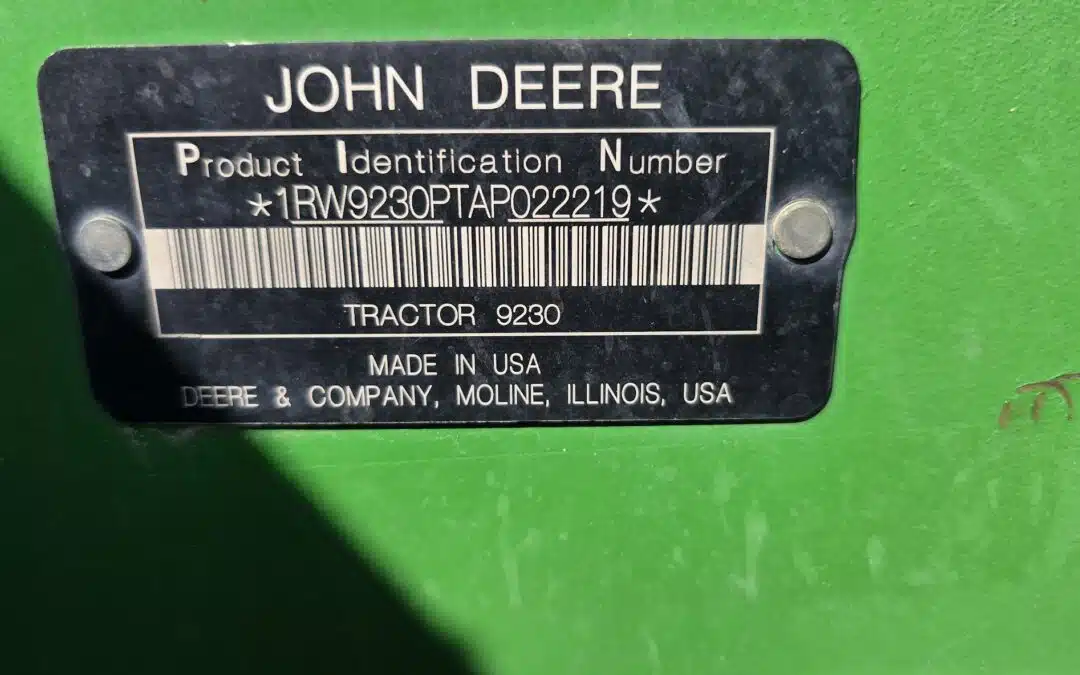 JOHN DEERE
Product Identification Number
*1RW9230PTAP022219*
TRACTOR 9230
MADE IN USA
DEERE & COMPANY, MOLINE, ILLINOIS, USA